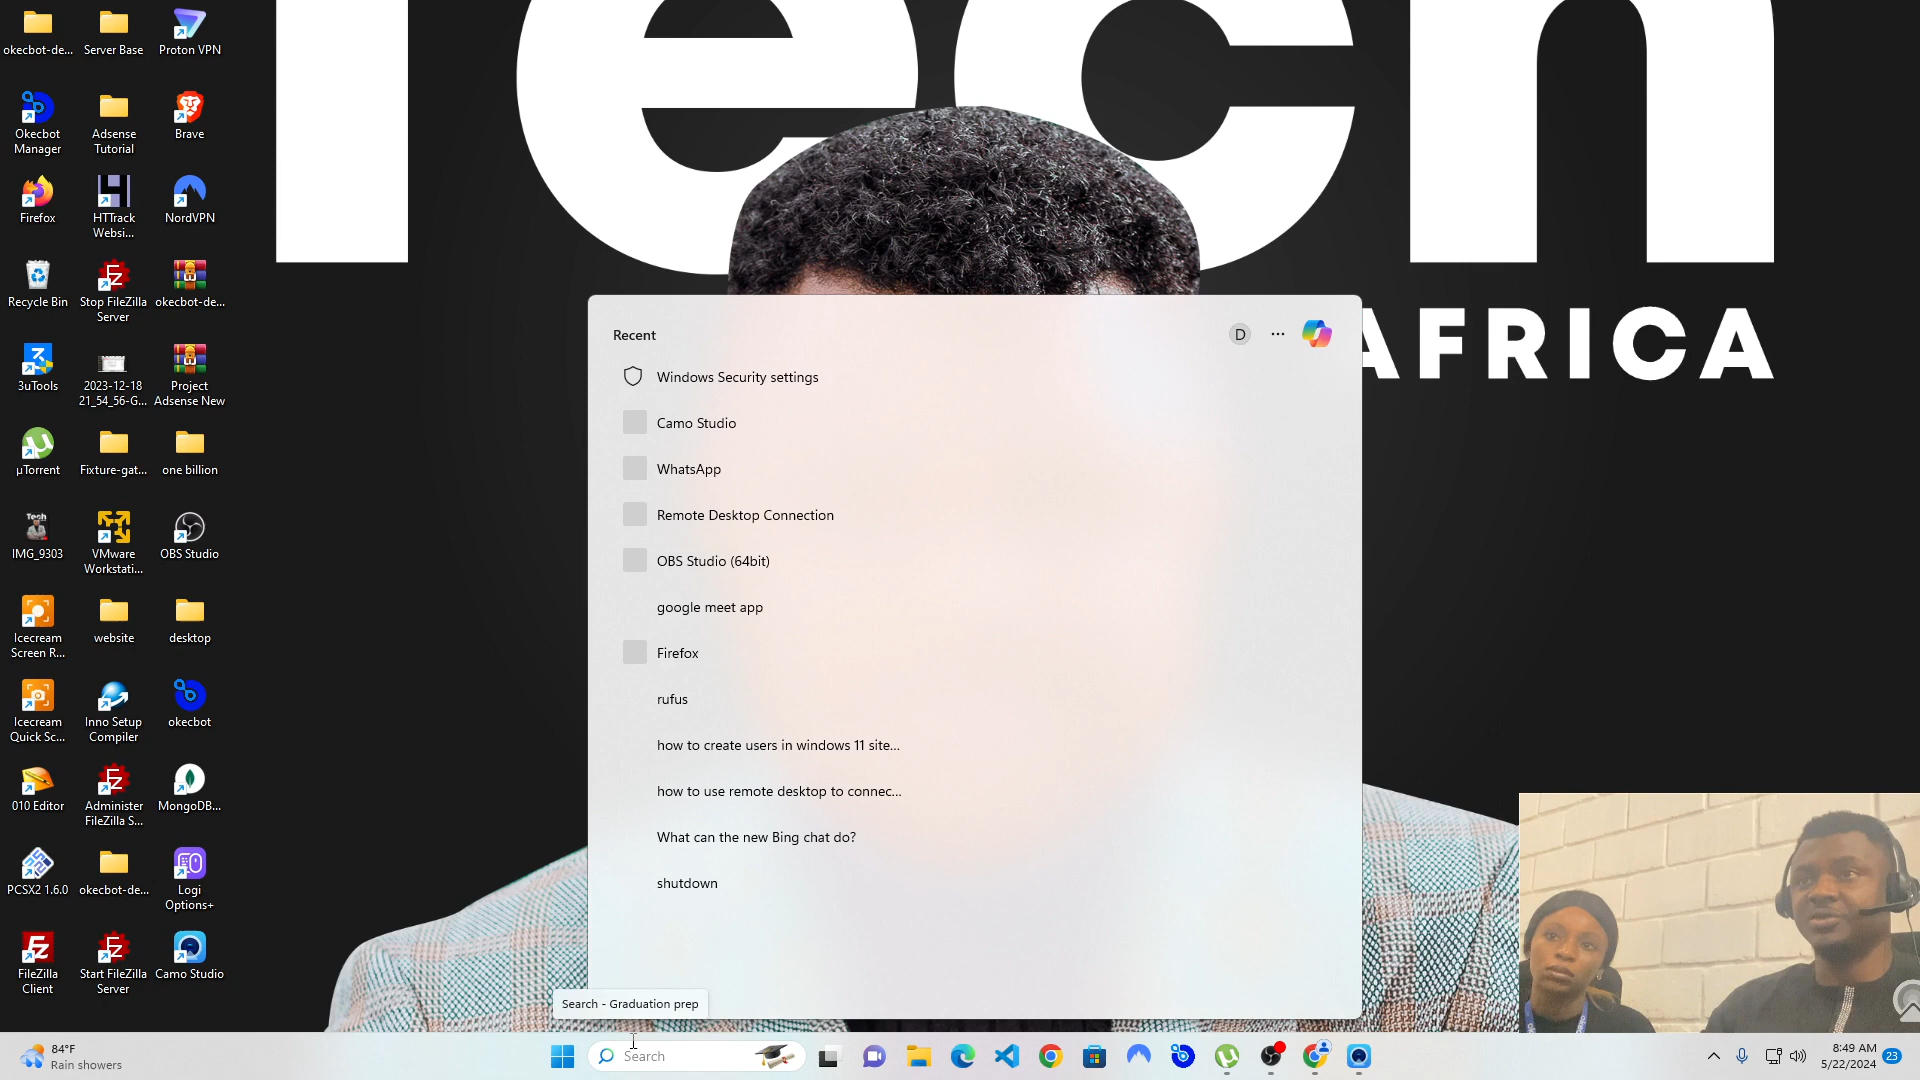 Tech
AFRICA
okecbot-de...
Server Base
Proton VPN
Okecbot
Manager
Adsense
Tutorial
Brave
Firefox
HTTrack
Websi...
NordVPN
Recycle Bin
Stop FileZilla
Server
okecbot-de...
3uTools
2023-12-18
21_54_56-G...
Project
Adsense New
µTorrent
Fixture-gat...
one billion
Tech
IMG_9303
VMware
Workstati...
OBS Studio
Icecream
Screen R...
website
desktop
Icecream
Quick Sc...
Inno Setup
Compiler
okecbot
010 Editor
Administer
FileZilla S...
MongoDB...
PCSX2 1.6.0
okecbot-de...
Logi
Options+
FileZilla
Client
Start FileZilla
Server
Camo Studio
Recent
D
Windows Security settings
Camo Studio
WhatsApp
Remote Desktop Connection
OBS Studio (64bit)
google meet app
Firefox
rufus
how to create users in windows 11 site...
how to use remote desktop to connec...
What can the new Bing chat do?
shutdown
Search - Graduation prep
84°F
Rain showers
Search
8:49 AM
5/22/2024
23